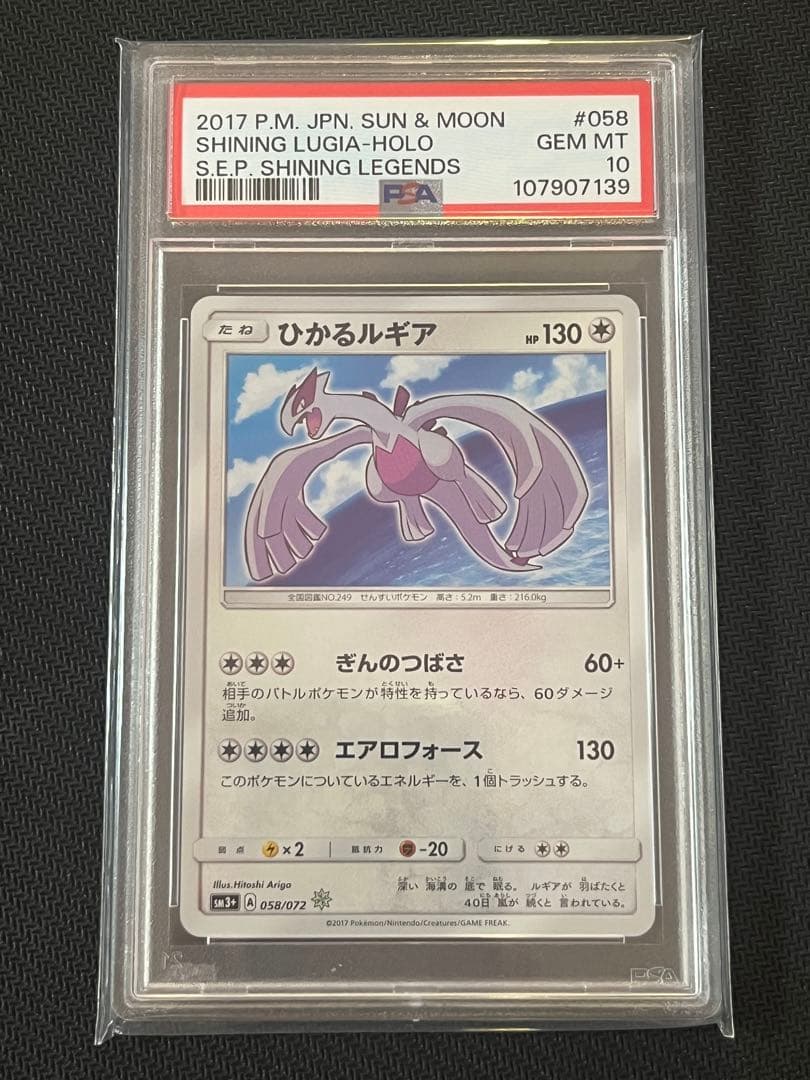 2017 P.M. JPN. SUN & MOON #058
SHINING LUGIA-HOLO GEM MT
S.E.P. SHINING LEGENDS 10
PSA 107907139
たね ひかるルギア HP 130
全国図鑑NO.249 せんすいポケモン 高さ:5.2m 重さ:216.0kg
ぎんのつばさ 60+
相手のバトルポケモンが特性を持っているなら、60ダメージ
追加。
エアロフォース 130
このポケモンについているエネルギーを、1個トラッシュする。
弱点 ×2 抵抗力 -20 にげる
Illus.Hitoshi Ariga
深い 海溝の 底で 眠る。 ルギアが 羽ばたくと
SM3+ A 058/072
40日 嵐が 続くと 言われている。
©2017 Pokémon/Nintendo/Creatures/GAME FREAK.
PSA